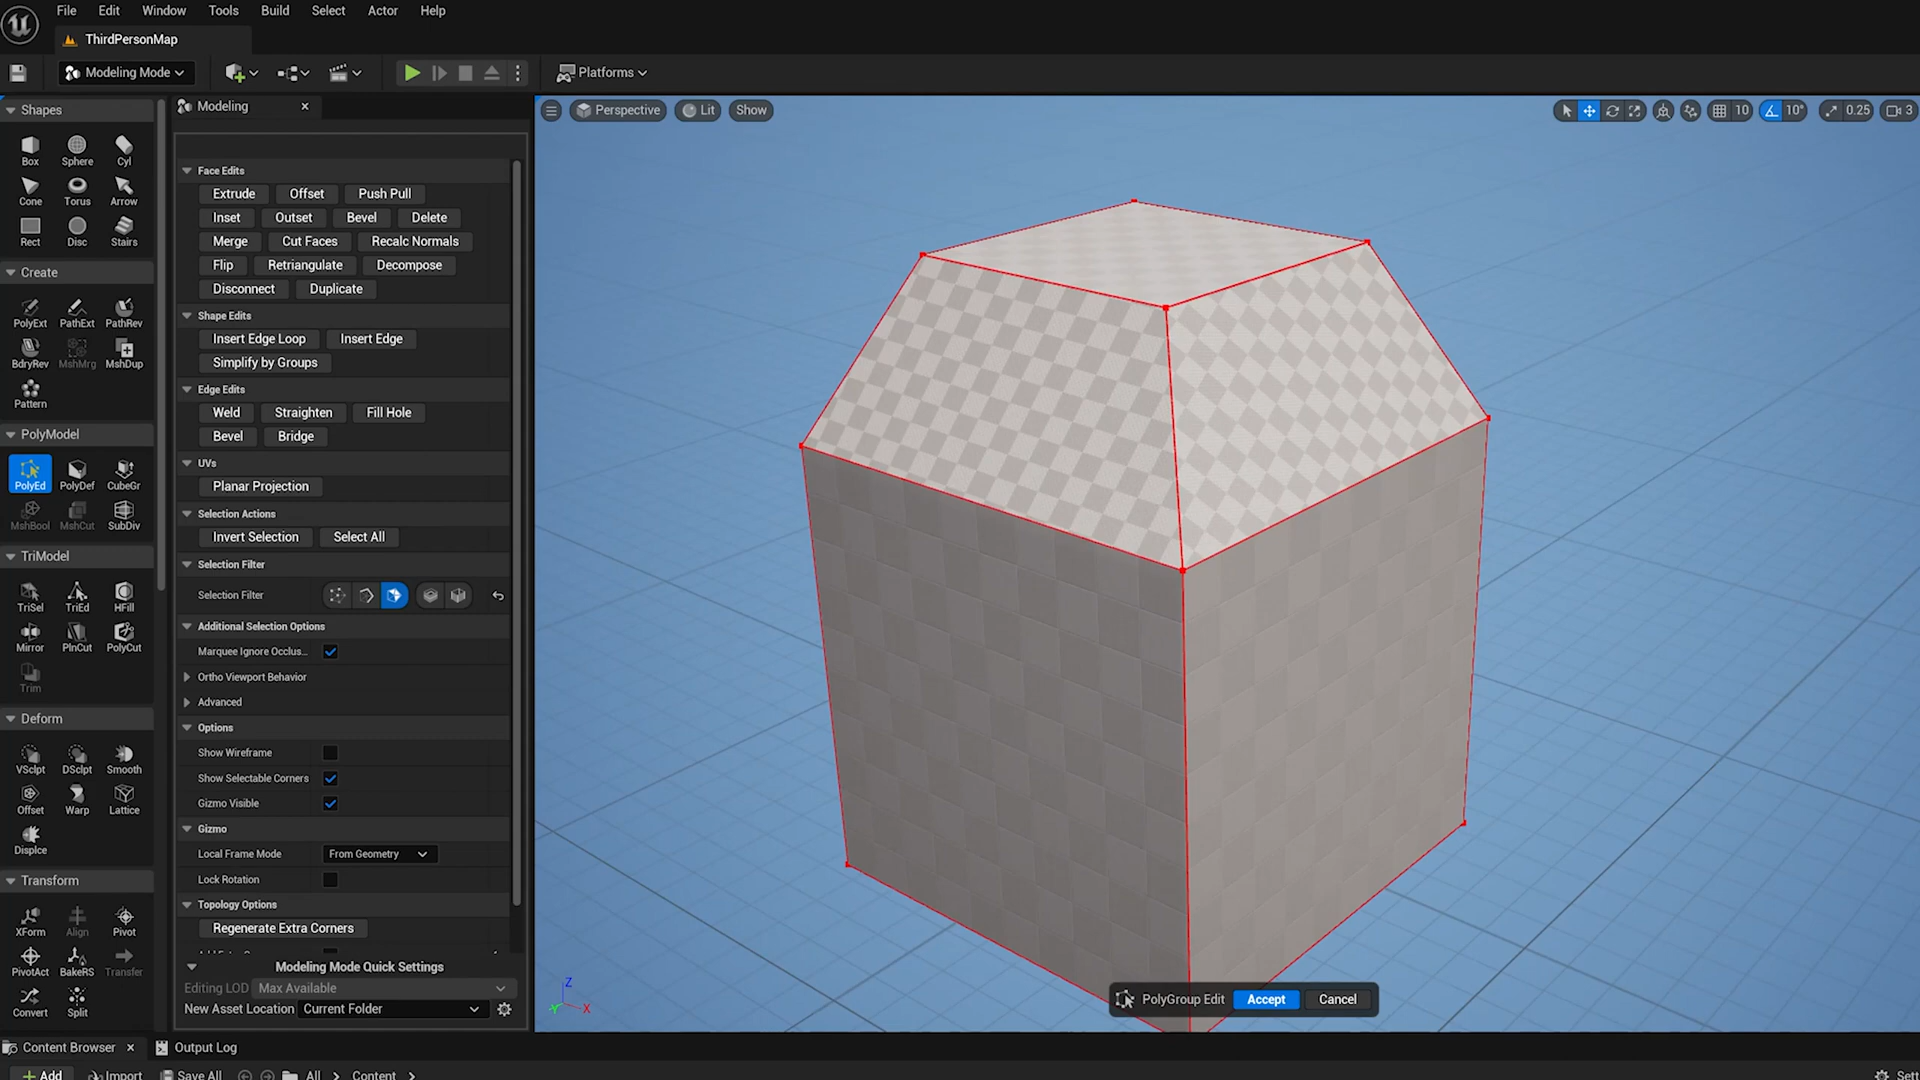 File Edit Window Tools Build Select Actor Help
ThirdPersonMap
Modeling Mode
Platforms
Shapes
Box Sphere Cyl
Cone Torus Arrow
Rect Disc Stairs
Create
PolyExt PathExt PathRev
BdryRev MshMrg MshDup
Pattern
PolyModel
PolyEd PolyDef CubeGr
MshBool MshCut SubDiv
TriModel
TriSel TriEd HFill
Mirror PlnCut PolyCut
Trim
Deform
VSclpt DSclpt Smooth
Offset Warp Lattice
Displce
Transform
XForm Align Pivot
PivotAct BakeRS Transfer
Convert Split
Modeling
Face Edits
Extrude Offset Push Pull
Inset Outset Bevel Delete
Merge Cut Faces Recalc Normals
Flip Retriangulate Decompose
Disconnect Duplicate
Shape Edits
Insert Edge Loop Insert Edge
Simplify by Groups
Edge Edits
Weld Straighten Fill Hole
Bevel Bridge
UVs
Planar Projection
Selection Actions
Invert Selection Select All
Selection Filter
Selection Filter
Additional Selection Options
Marquee Ignore Occlus...
Ortho Viewport Behavior
Advanced
Options
Show Wireframe
Show Selectable Corners
Gizmo Visible
Gizmo
Local Frame Mode From Geometry
Lock Rotation
Topology Options
Regenerate Extra Corners
Modeling Mode Quick Settings
Editing LOD Max Available
New Asset Location Current Folder
Perspective Lit Show
10 10° 0.25 3
Z
Y X
PolyGroup Edit Accept Cancel
Content Browser Output Log
Add Import Save All All Content